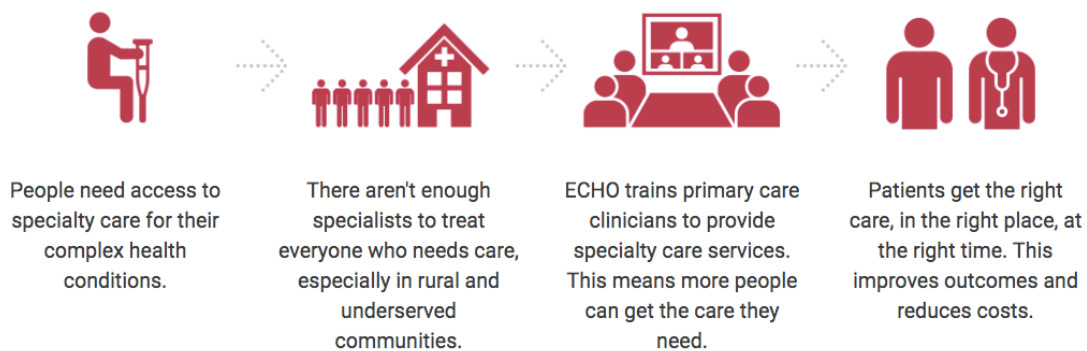 People need access to
specialty care for their
complex health
conditions.
There aren't enough
specialists to treat
everyone who needs care,
especially in rural and
underserved
communities.
ECHO trains primary care
clinicians to provide
specialty care services.
This means more people
can get the care they
need.
Patients get the right
care, in the right place, at
the right time. This
improves outcomes and
reduces costs.